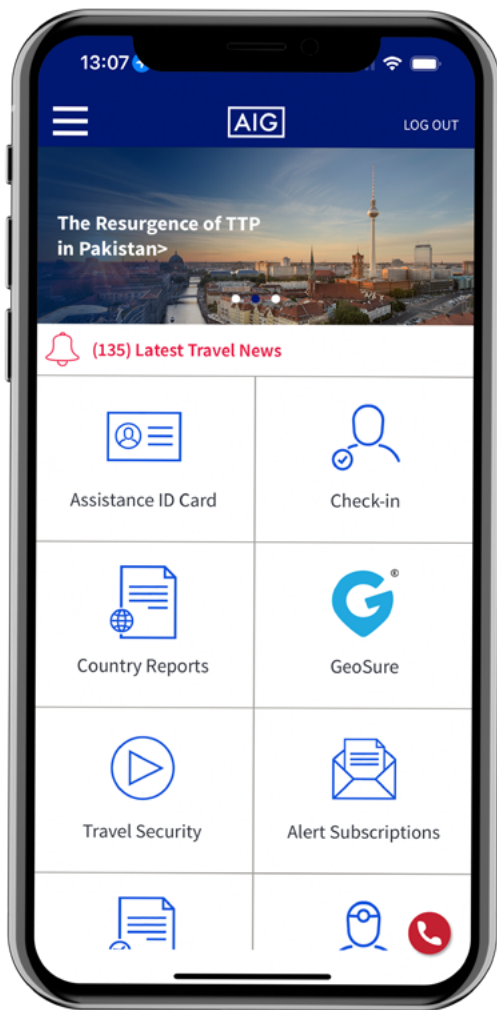 13:07
AIG
LOG OUT
The Resurgence of TTP
in Pakistan>
(135) Latest Travel News
Assistance ID Card
Check-in
Country Reports
G®
GeoSure
Travel Security
Alert Subscriptions